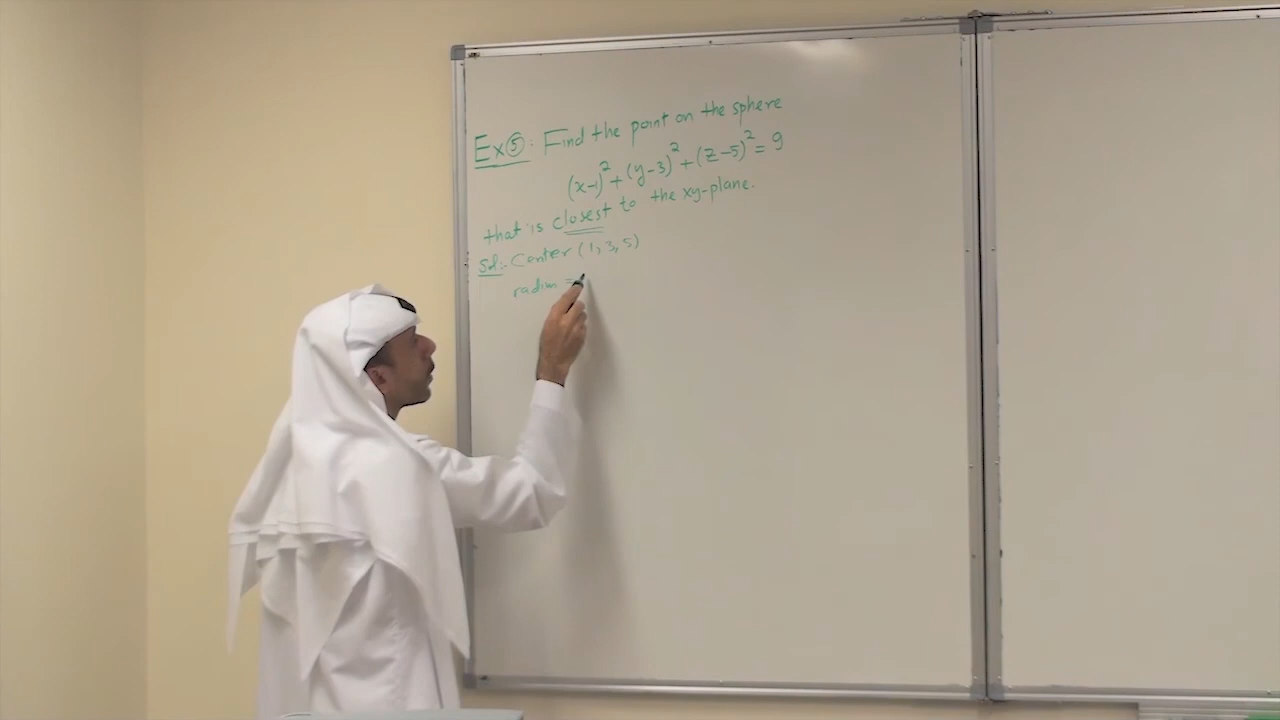 Ex⑤: Find the point on the sphere
(x-1)² + (y-3)² + (z-5)² = 9
that is closest to the xy-plane.
Sol:- Center (1, 3, 5)
radius =